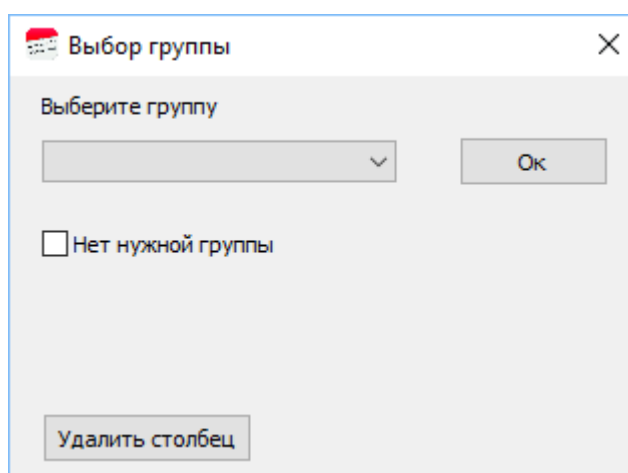 Выбор группы
Выберите группу
Ок
Нет нужной группы
Удалить столбец